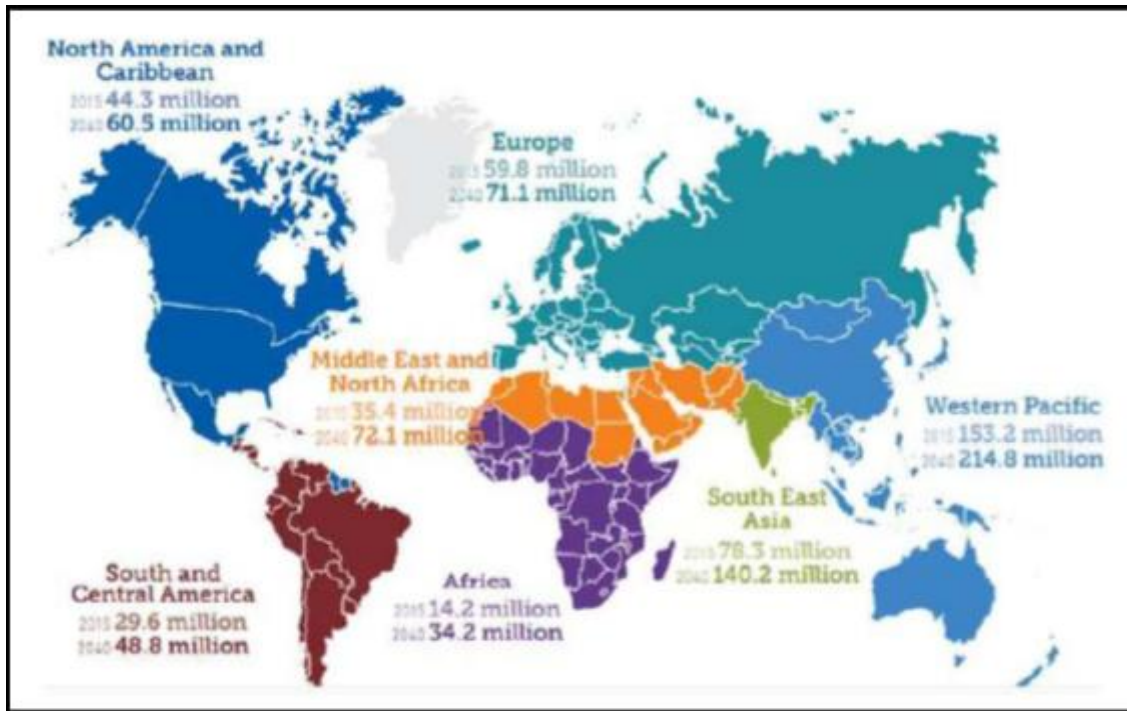 North America and
Caribbean
2015 44.3 million
2040 60.5 million
Europe
2015 59.8 million
2040 71.1 million
Middle East and
North Africa
2015 35.4 million
2040 72.1 million
Western Pacific
2015 153.2 million
2040 214.8 million
South East
Asia
2015 78.3 million
2040 140.2 million
South and
Central America
2015 29.6 million
2040 48.8 million
Africa
2015 14.2 million
2040 34.2 million